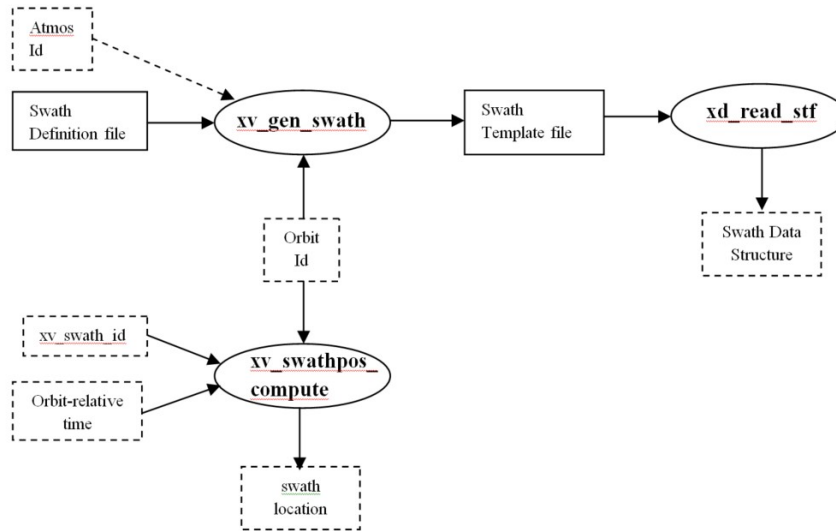 Atmos
Id
Swath
Definition file
xv_gen_swath
Swath
Template file
xd_read_stf
Orbit
Id
Swath Data
Structure
xv_swath_id
Orbit-relative
time
xv_swathpos_
compute
swath
location